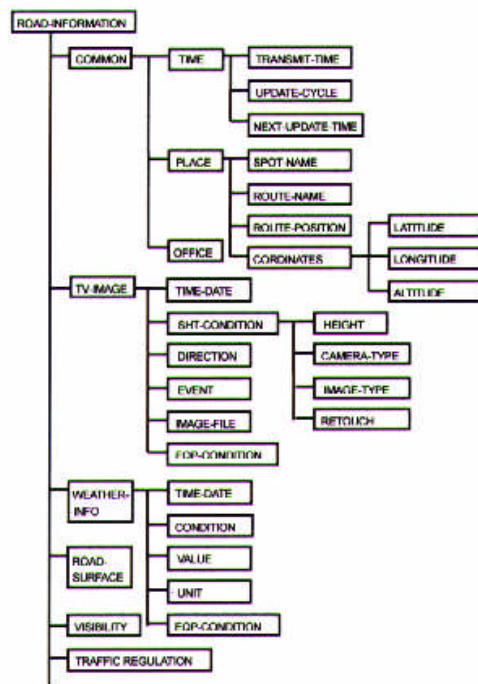 ROAD-INFORMATION
COMMON
TIME
TRANSMIT-TIME
UPDATE-CYCLE
NEXT-UPDATE-TIME
PLACE
SPOT-NAME
ROUTE-NAME
ROUTE-POSITION
CORDINATES
LATITUDE
LONGITUDE
ALTITUDE
OFFICE
TV-IMAGE
TIME-DATE
SHT-CONDITION
HEIGHT
CAMERA-TYPE
IMAGE-TYPE
RETOUCH
DIRECTION
EVENT
IMAGE-FILE
EQP-CONDITION
WEATHER-
INFO
TIME-DATE
CONDITION
VALUE
UNIT
EQP-CONDITION
ROAD-
SURFACE
VISIBILITY
TRAFFIC REGULATION